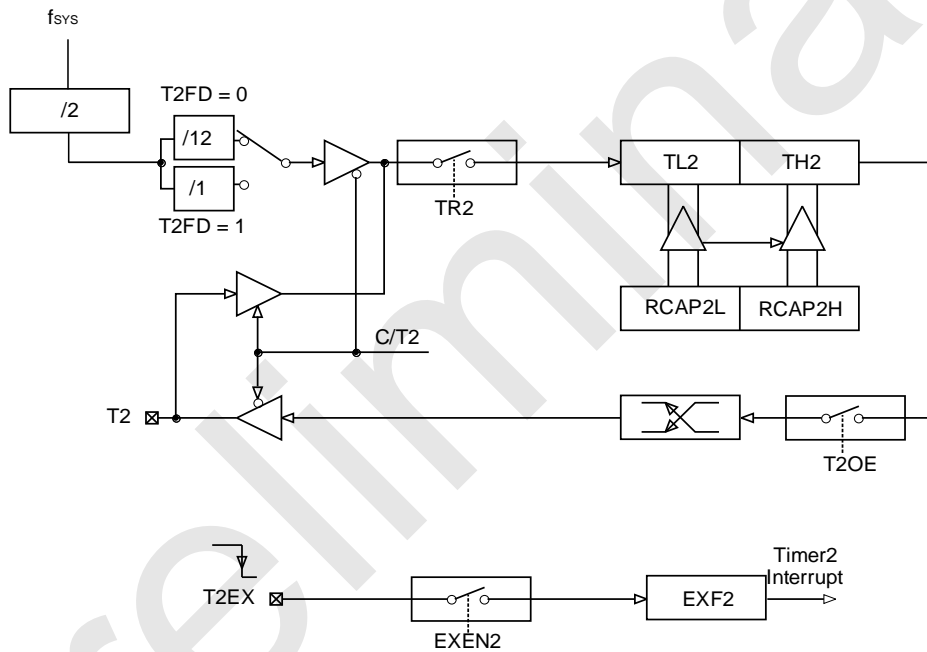 fSYS
/2
T2FD = 0
/12
/1
T2FD = 1
TR2
TL2
TH2
RCAP2L
RCAP2H
C/T2
T2
T2OE
T2EX
EXEN2
EXF2
Timer2
Interrupt